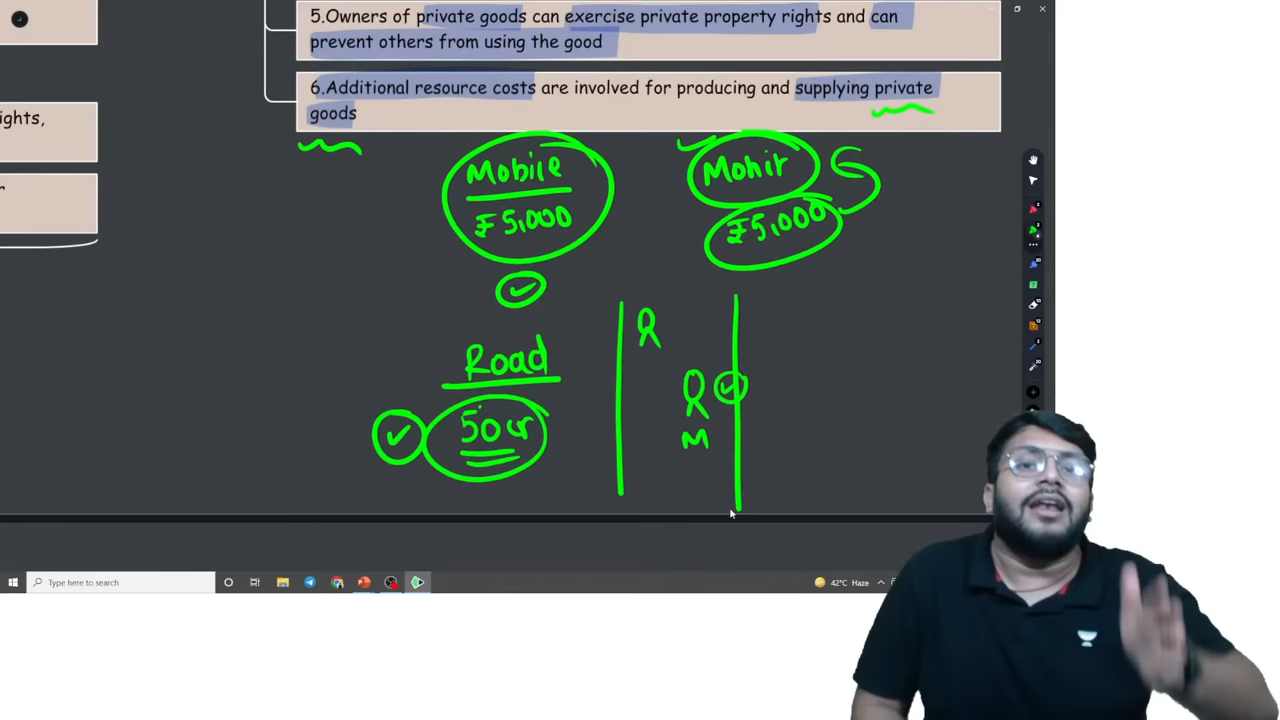 5.Owners of private goods can exercise private property rights and can
prevent others from using the good
6.Additional resource costs are involved for producing and supplying private
goods
ights,
r
Mobile
₹5,000
Mohit
₹5,000
Road
50 cr
M
Type here to search
42°C Haze